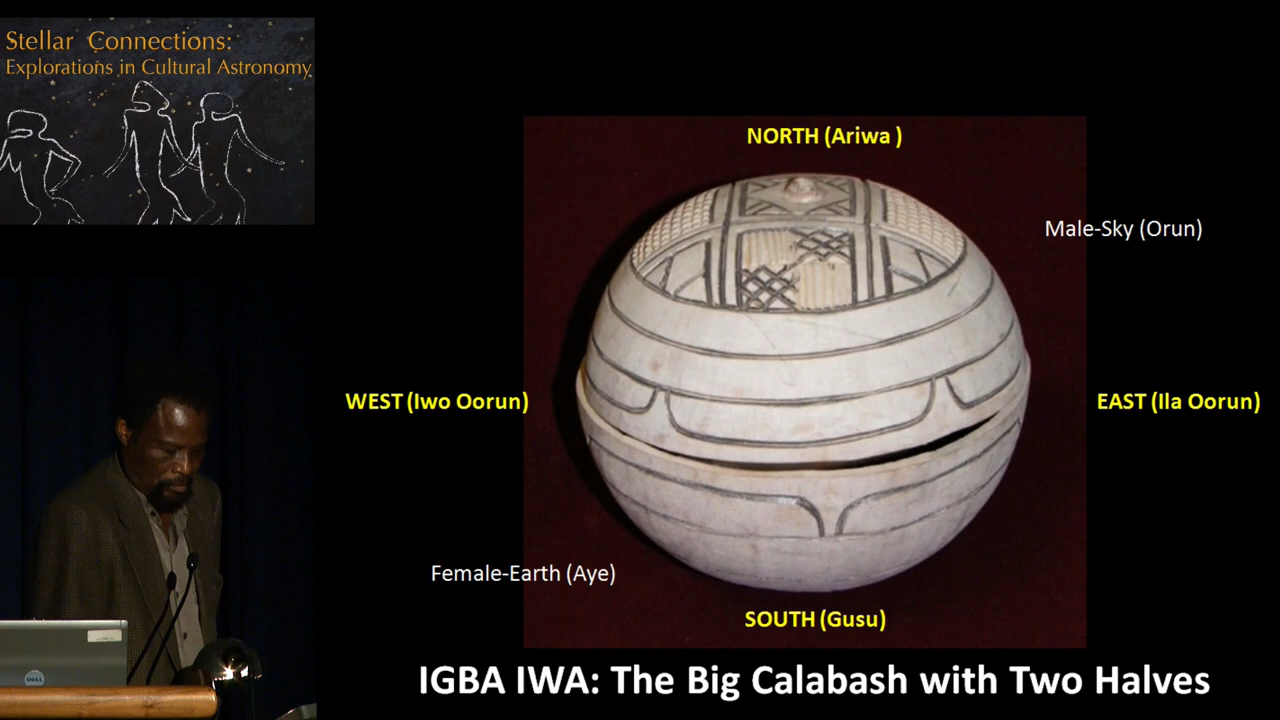 Stellar Connections:
Explorations in Cultural Astronomy
NORTH (Ariwa )
Male-Sky (Orun)
WEST (Iwo Oorun)
EAST (Ila Oorun)
Female-Earth (Aye)
SOUTH (Gusu)
IGBA IWA: The Big Calabash with Two Halves
DELL